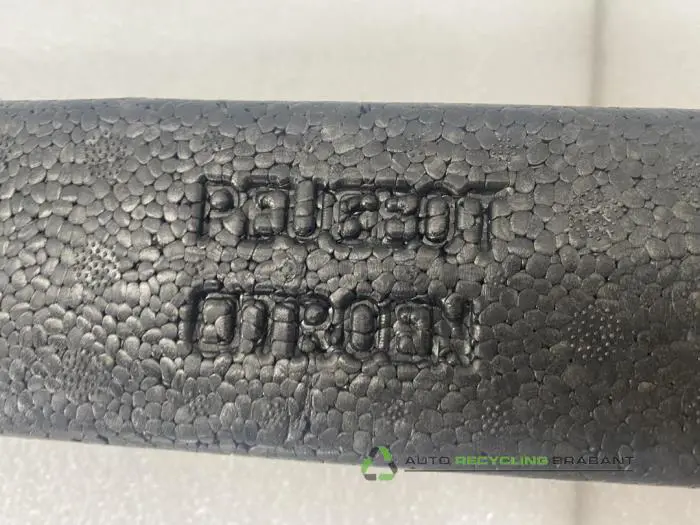 PEUGEOT
CITROEN
AUTO RECYCLING BRABANT